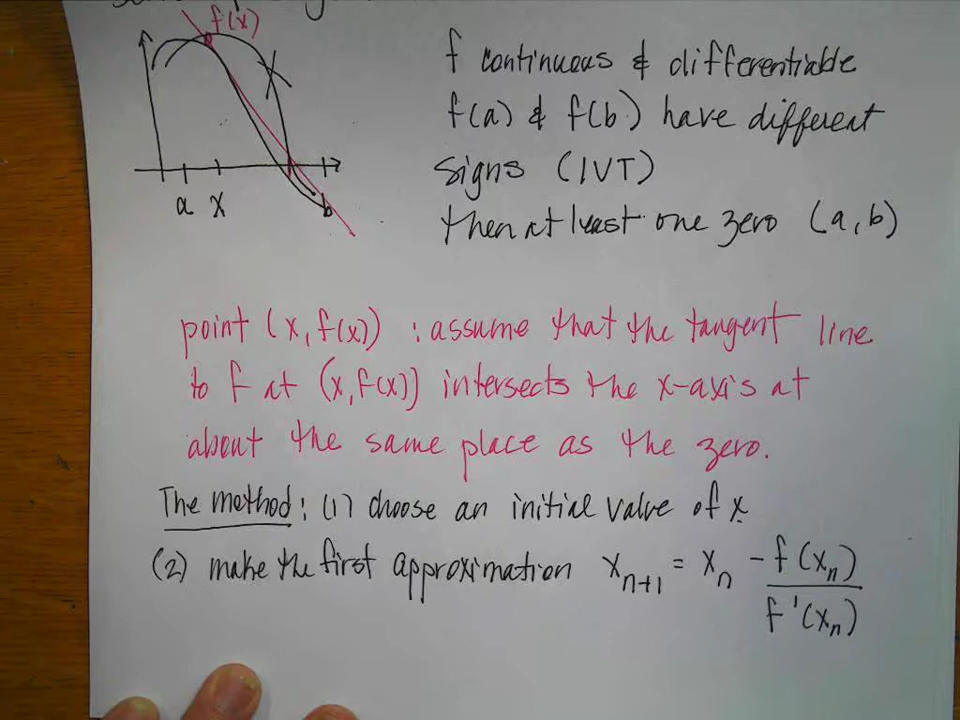 f(x)
a x
b
f continuous & differentiable
f(a) & f(b) have different
signs (IVT)
then at least one zero (a, b)
point (x, f(x)) : assume that the tangent line
to f at (x, f(x)) intersects the x-axis at
about the same place as the zero.
The method: (1) choose an initial value of x.
(2) make the first approximation x_{n+1} = x_n - f(x_n) / f'(x_n)